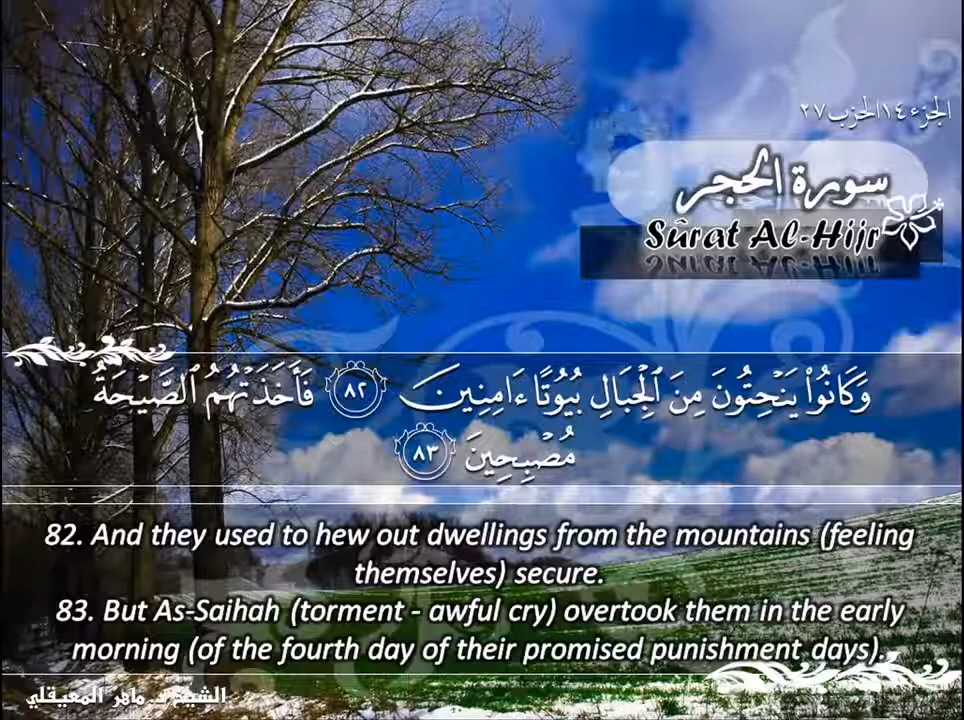 الجزء ١٤ الحزب ٢٧
سورة الحجر
Sûrat Al-Hijr
وَكَانُوا۟ يَنْحِتُونَ مِنَ ٱلْجِبَالِ بُيُوتًا ءَامِنِينَ ٨٢ فَأَخَذَتْهُمُ ٱلصَّيْحَةُ
مُصْبِحِينَ ٨٣
82. And they used to hew out dwellings from the mountains (feeling
themselves) secure.
83. But As-Saihah (torment - awful cry) overtook them in the early
morning (of the fourth day of their promised punishment days).
الشيخ د. ماهر المعيقلي